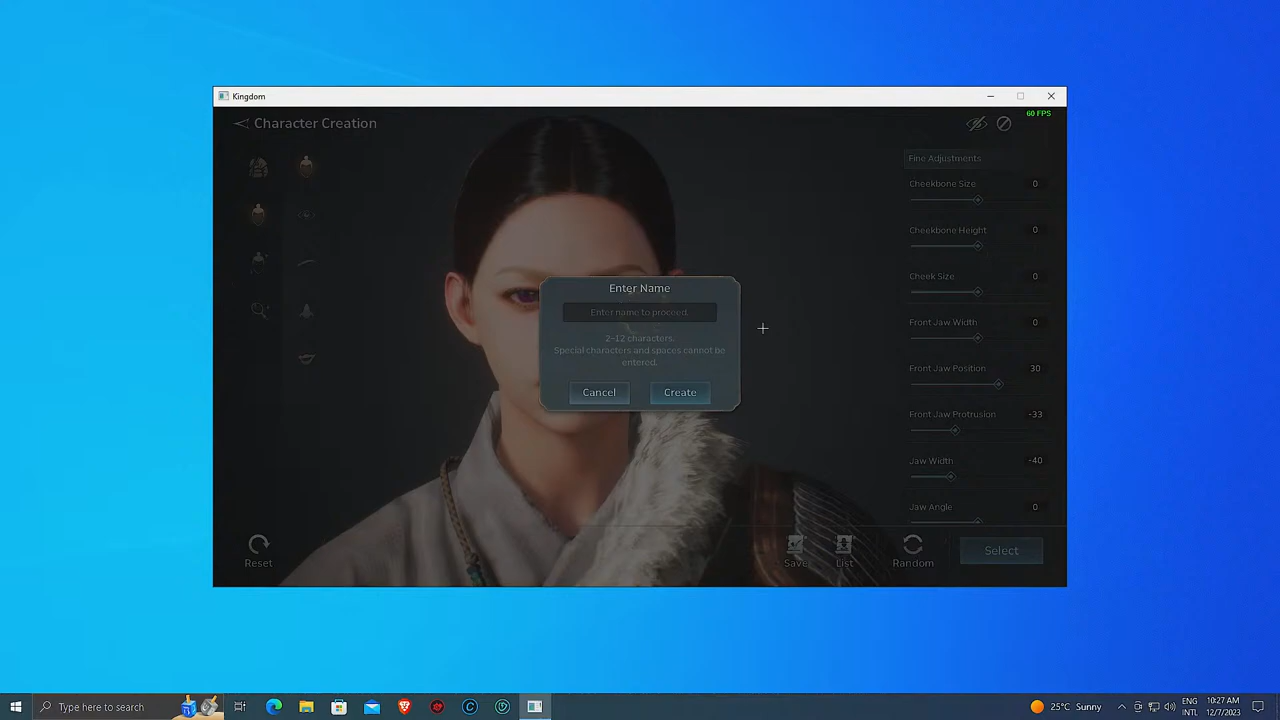 Kingdom
60 FPS
Character Creation
Fine Adjustments
Cheekbone Size 0
Cheekbone Height 0
Cheek Size 0
Front Jaw Width 0
Front Jaw Position 30
Front Jaw Protrusion -33
Jaw Width -40
Jaw Angle 0
Enter Name
Enter name to proceed.
2~12 characters.
Special characters and spaces cannot be
entered.
Cancel Create
Reset Save List Random Select
Type here to search
25°C Sunny
ENG
INTL
10:27 AM
12/7/2023